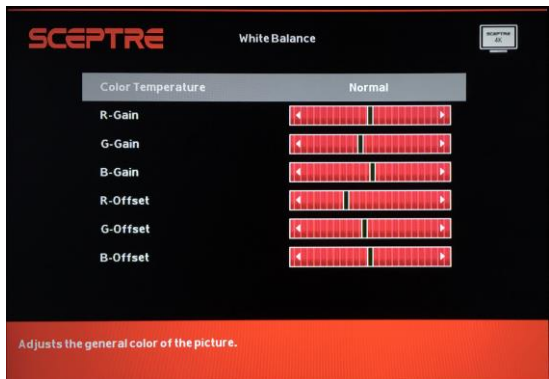 SCEPTRE
White Balance
SCEPTRE
4K
Color Temperature Normal
R-Gain
G-Gain
B-Gain
R-Offset
G-Offset
B-Offset
Adjusts the general color of the picture.